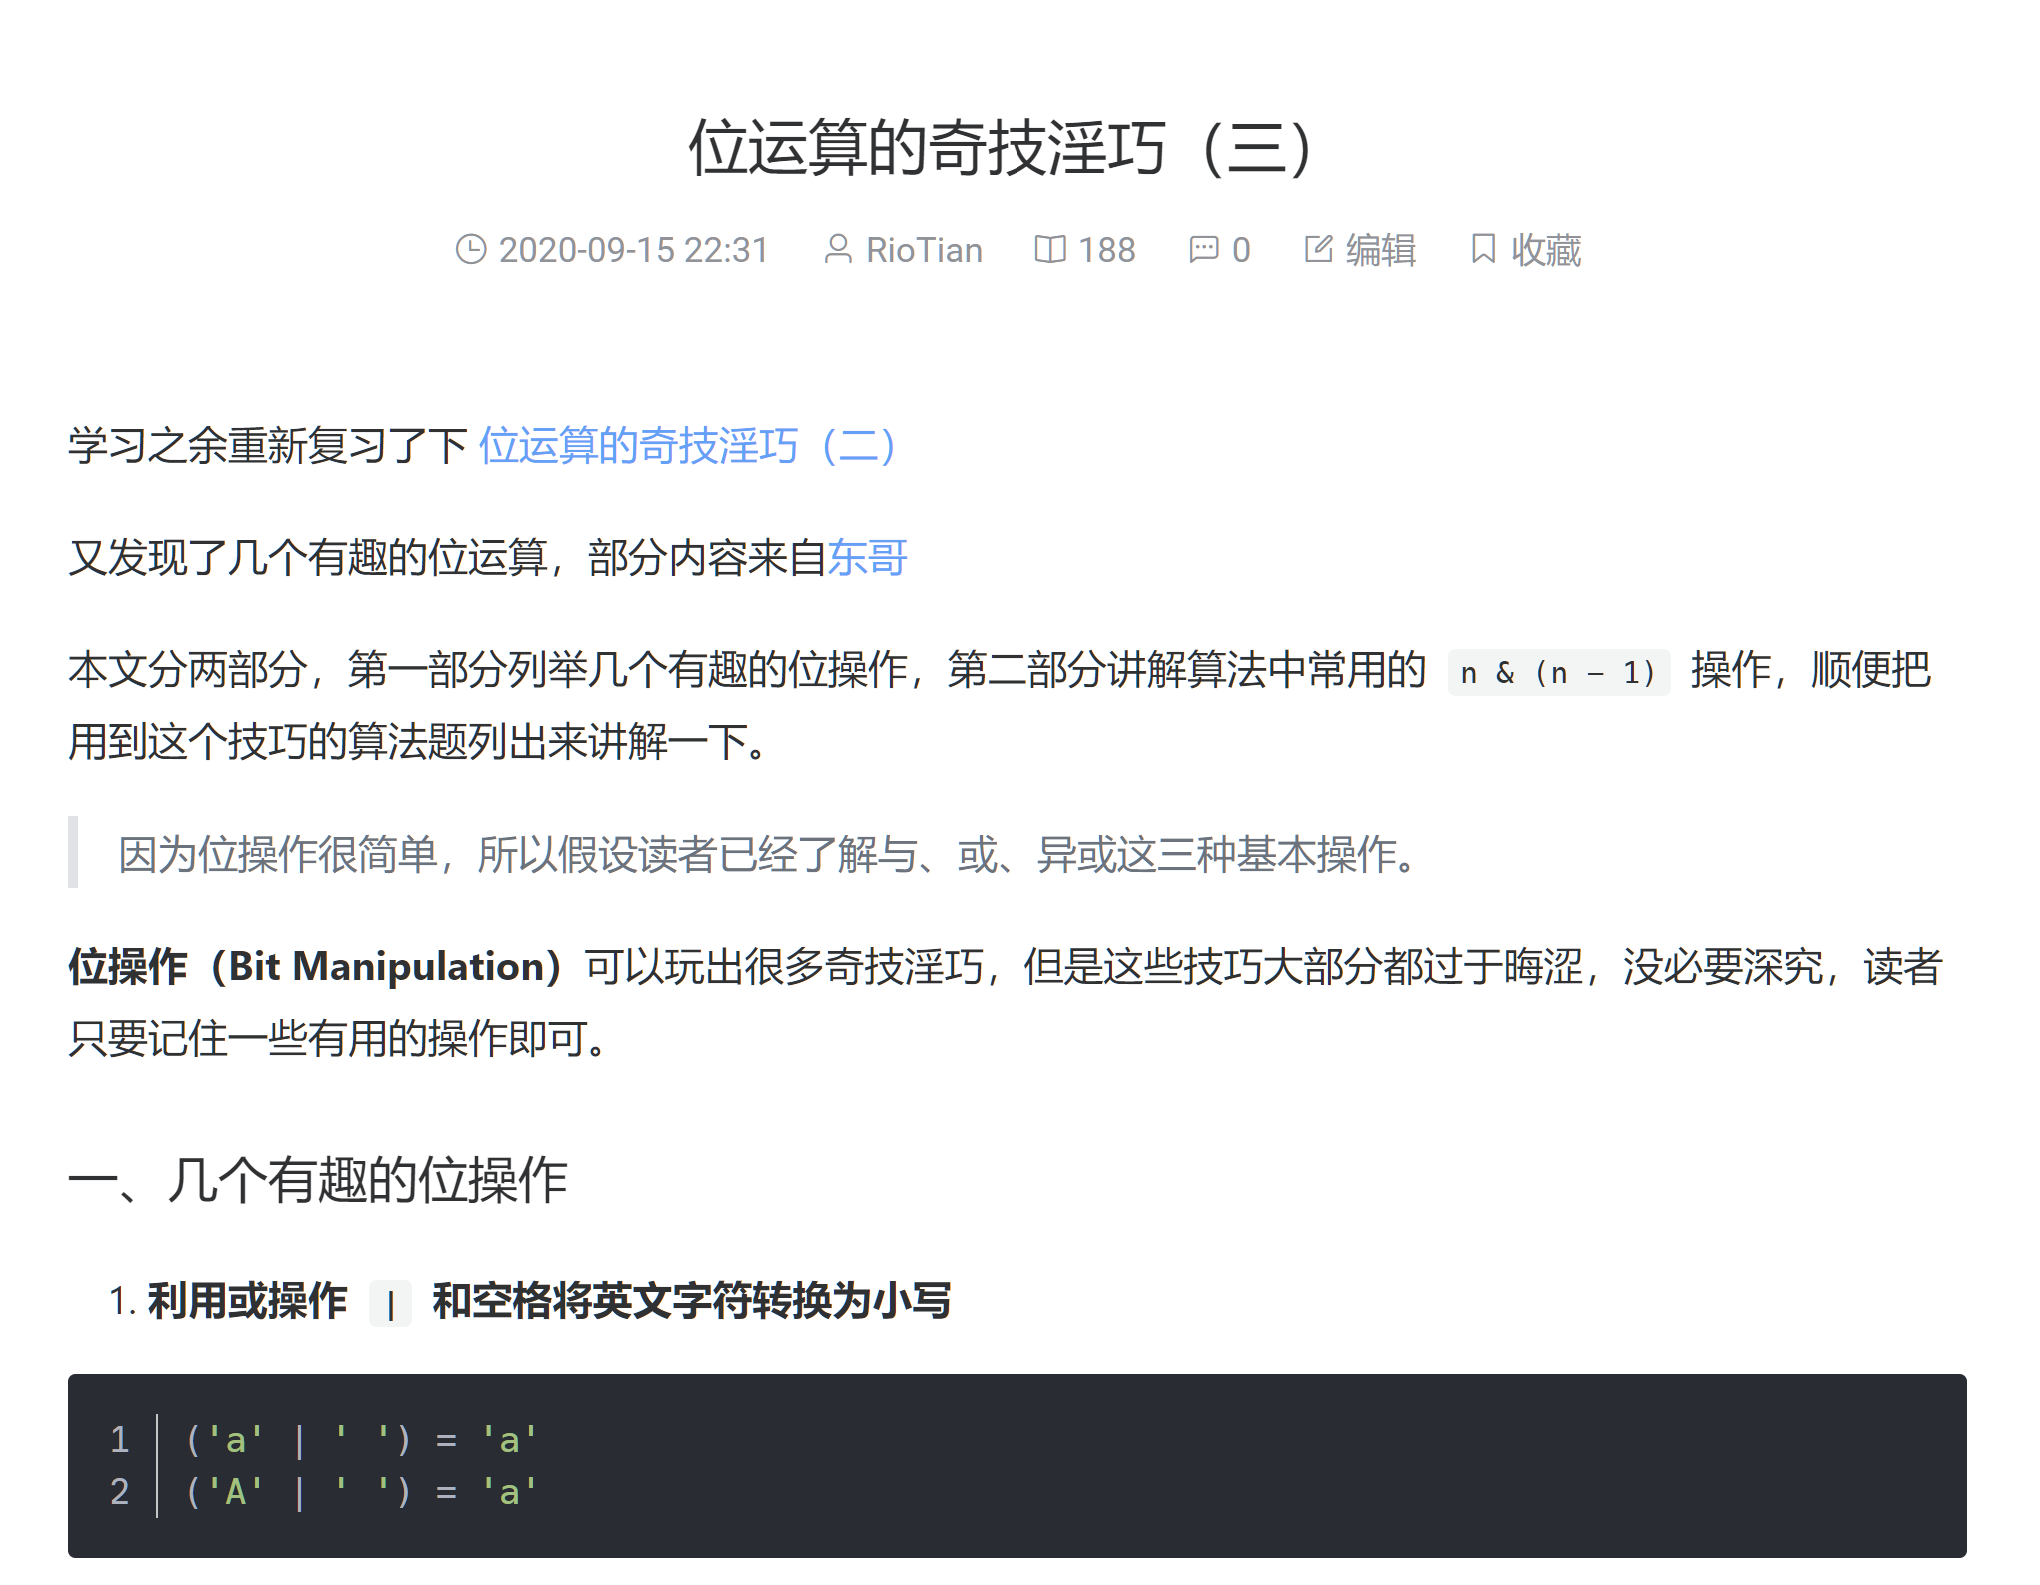 位运算的奇技淫巧（三）
2020-09-15 22:31 RioTian 188 0 编辑 收藏
学习之余重新复习了下 位运算的奇技淫巧（二）
又发现了几个有趣的位运算，部分内容来自东哥
本文分两部分，第一部分列举几个有趣的位操作，第二部分讲解算法中常用的 n & (n - 1) 操作，顺便把
用到这个技巧的算法题列出来讲解一下。
因为位操作很简单，所以假设读者已经了解与、或、异或这三种基本操作。
位操作（Bit Manipulation）可以玩出很多奇技淫巧，但是这些技巧大部分都过于晦涩，没必要深究，读者
只要记住一些有用的操作即可。
一、几个有趣的位操作
1. 利用或操作 | 和空格将英文字符转换为小写
1 ('a' | ' ') = 'a'
2 ('A' | ' ') = 'a'